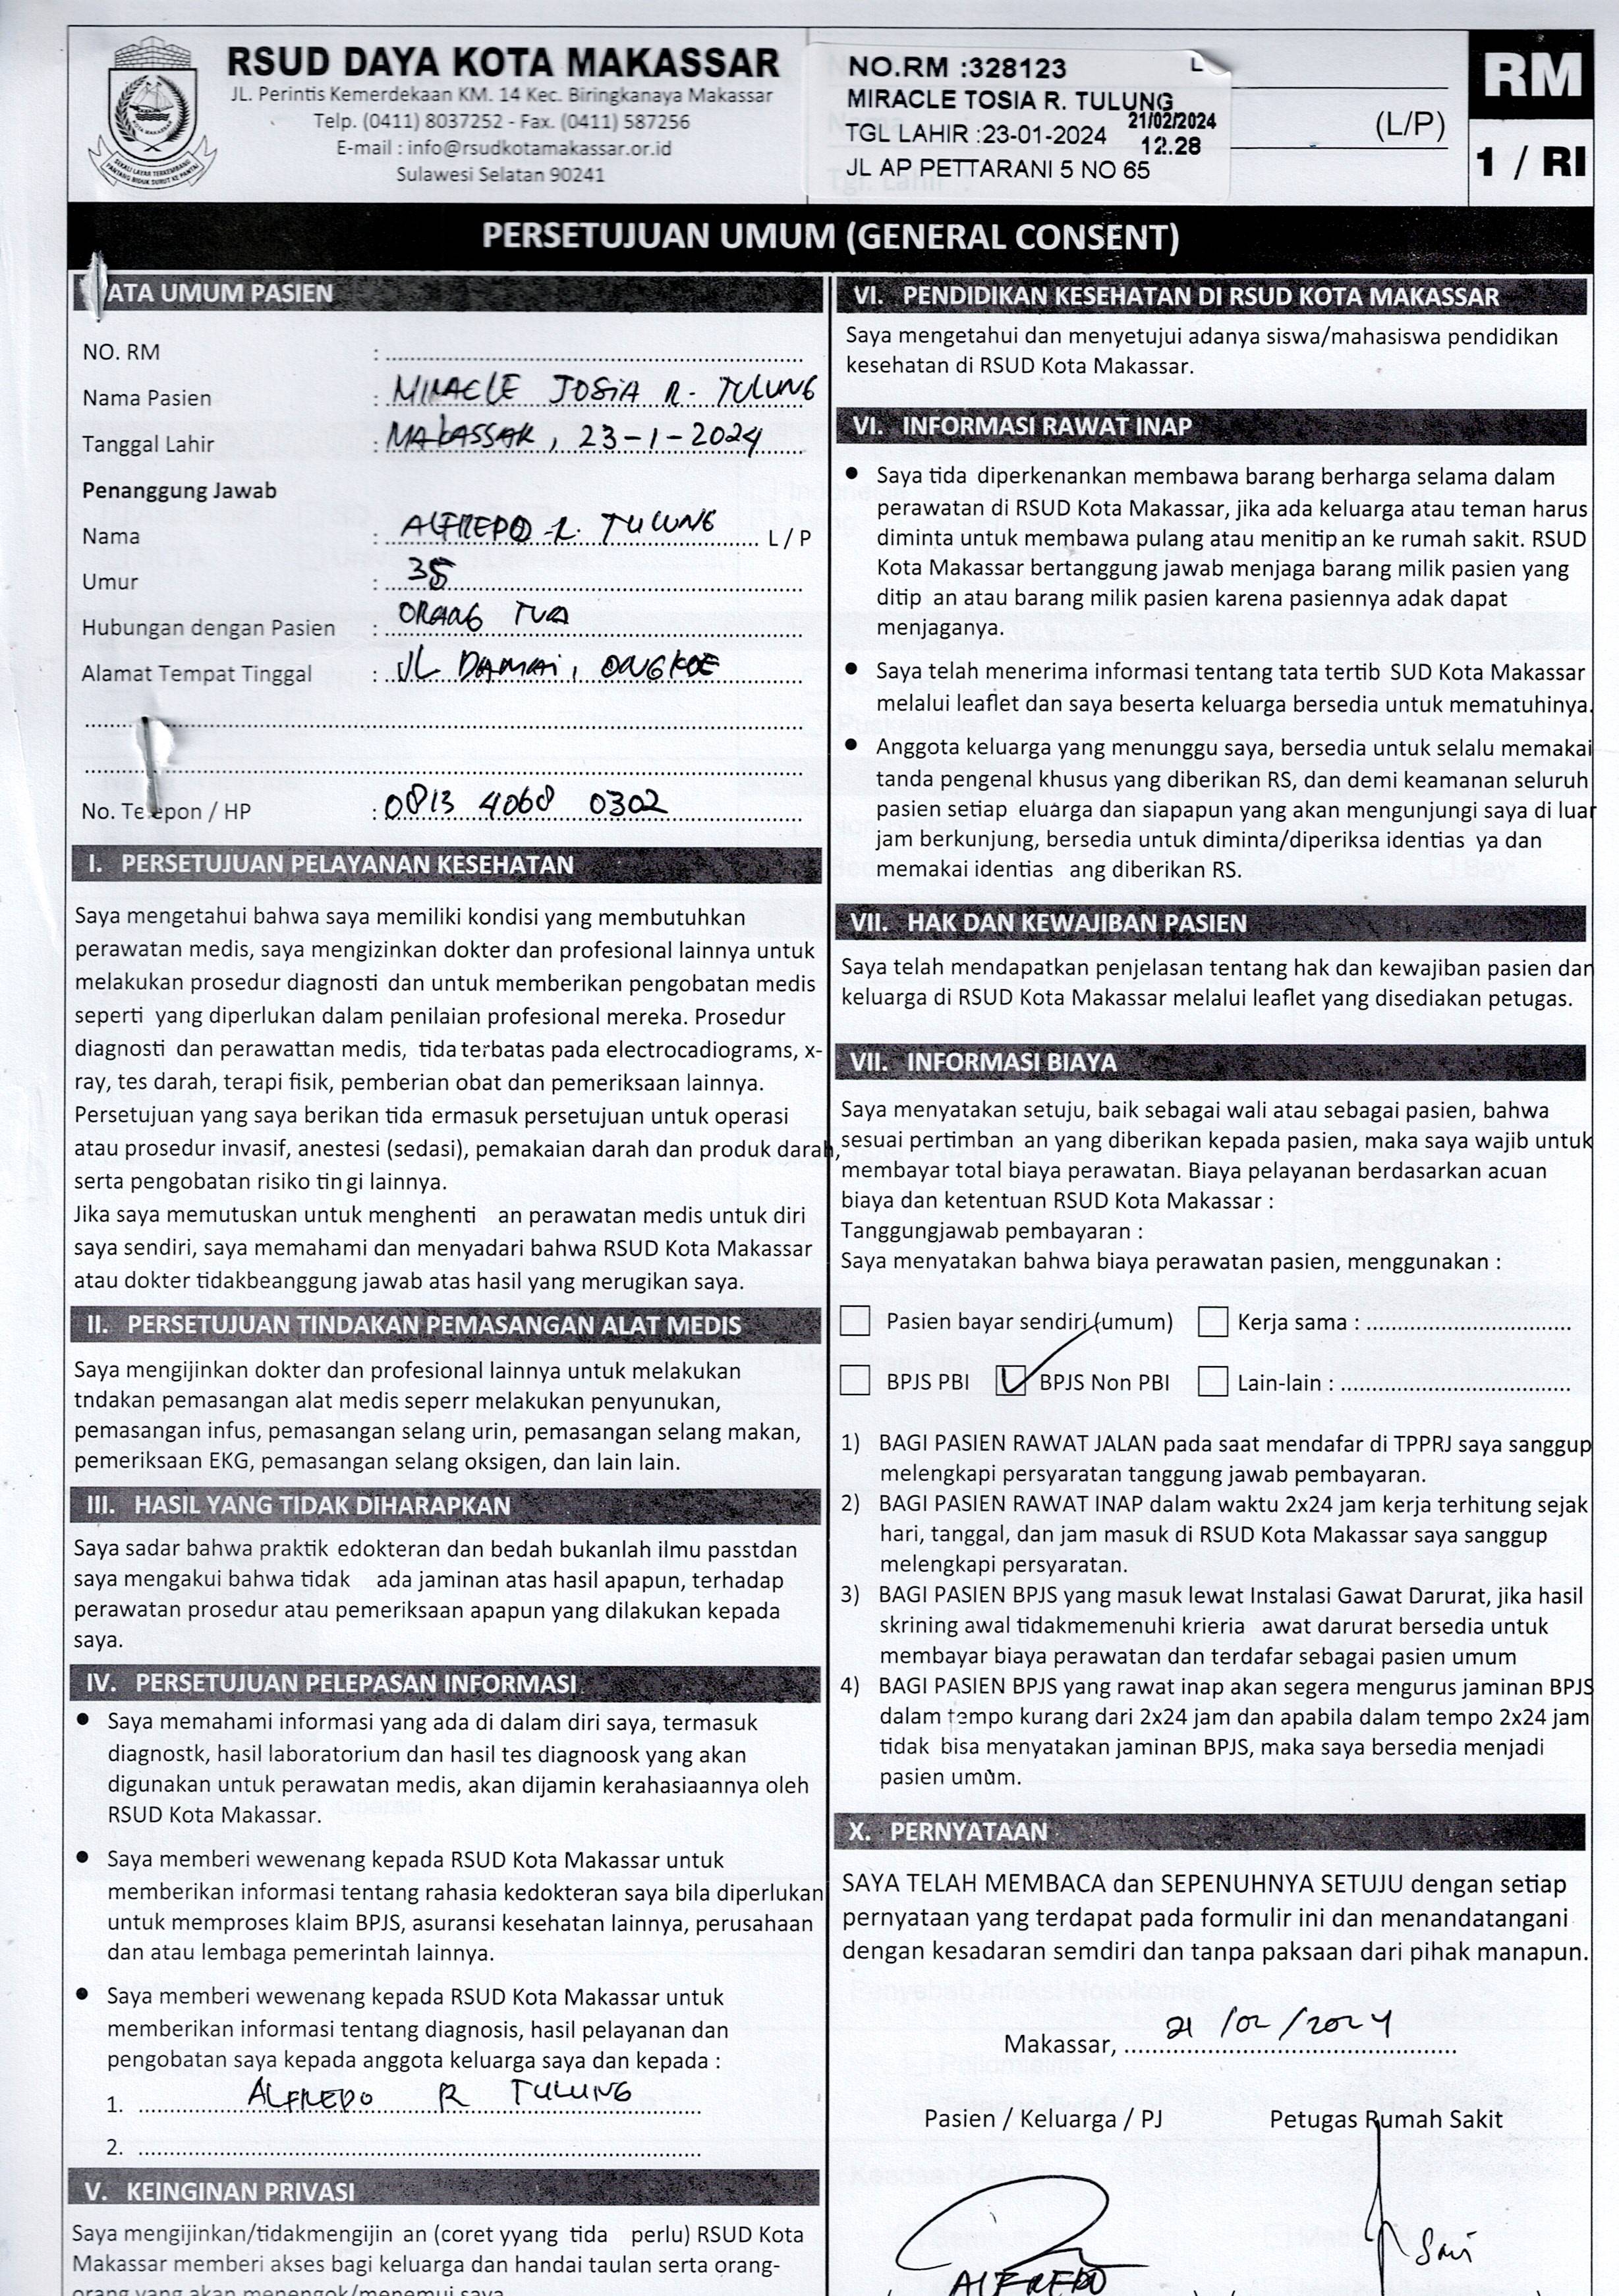 RSUD DAYA KOTA MAKASSAR
JL. Perintis Kemerdekaan KM. 14 Kec. Biringkanaya Makassar
Telp. (0411) 8037252 - Fax. (0411) 587256
E-mail : info@rsudkotamakassar.or.id
Sulawesi Selatan 90241
NO.RM :328123 L
MIRACLE TOSIA R. TULUNG
TGL LAHIR :23-01-2024 21/02/2024
12.28
JL AP PETTARANI 5 NO 65
(L/P)
RM
1 / RI
PERSETUJUAN UMUM (GENERAL CONSENT)
ATA UMUM PASIEN
NO. RM :
Nama Pasien : MIRACLE JOSIA R. TULUNG
Tanggal Lahir : MAKASSAR, 23-1-2024
Penanggung Jawab
Nama : ALFREDO R. TULUNG L / P
Umur : 35
Hubungan dengan Pasien : ORANG TUA
Alamat Tempat Tinggal : JL DAMAI, ONGKOE
No. Te epon / HP : 0813 4068 0302
I. PERSETUJUAN PELAYANAN KESEHATAN
Saya mengetahui bahwa saya memiliki kondisi yang membutuhkan
perawatan medis, saya mengizinkan dokter dan profesional lainnya untuk
melakukan prosedur diagnosti dan untuk memberikan pengobatan medis
seperti yang diperlukan dalam penilaian profesional mereka. Prosedur
diagnosti dan perawattan medis, tida terbatas pada electrocadiograms, x-
ray, tes darah, terapi fisik, pemberian obat dan pemeriksaan lainnya.
Persetujuan yang saya berikan tida ermasuk persetujuan untuk operasi
atau prosedur invasif, anestesi (sedasi), pemakaian darah dan produk darah,
serta pengobatan risiko tin gi lainnya.
Jika saya memutuskan untuk menghenti an perawatan medis untuk diri
saya sendiri, saya memahami dan menyadari bahwa RSUD Kota Makassar
atau dokter tidakbeanggung jawab atas hasil yang merugikan saya.
II. PERSETUJUAN TINDAKAN PEMASANGAN ALAT MEDIS
Saya mengijinkan dokter dan profesional lainnya untuk melakukan
tndakan pemasangan alat medis seperr melakukan penyunukan,
pemasangan infus, pemasangan selang urin, pemasangan selang makan,
pemeriksaan EKG, pemasangan selang oksigen, dan lain lain.
III. HASIL YANG TIDAK DIHARAPKAN
Saya sadar bahwa praktik edokteran dan bedah bukanlah ilmu passtdan
saya mengakui bahwa tidak ada jaminan atas hasil apapun, terhadap
perawatan prosedur atau pemeriksaan apapun yang dilakukan kepada
saya.
IV. PERSETUJUAN PELEPASAN INFORMASI
● Saya memahami informasi yang ada di dalam diri saya, termasuk
diagnostk, hasil laboratorium dan hasil tes diagnoosk yang akan
digunakan untuk perawatan medis, akan dijamin kerahasiaannya oleh
RSUD Kota Makassar.
● Saya memberi wewenang kepada RSUD Kota Makassar untuk
memberikan informasi tentang rahasia kedokteran saya bila diperlukan
untuk memproses klaim BPJS, asuransi kesehatan lainnya, perusahaan
dan atau lembaga pemerintah lainnya.
● Saya memberi wewenang kepada RSUD Kota Makassar untuk
memberikan informasi tentang diagnosis, hasil pelayanan dan
pengobatan saya kepada anggota keluarga saya dan kepada :
1. ALFREDO R TULUNG
2.
V. KEINGINAN PRIVASI
Saya mengijinkan/tidakmengijin an (coret yyang tida perlu) RSUD Kota
Makassar memberi akses bagi keluarga dan handai taulan serta orang-
orang yang akan menengok/menemui saya
VI. PENDIDIKAN KESEHATAN DI RSUD KOTA MAKASSAR
Saya mengetahui dan menyetujui adanya siswa/mahasiswa pendidikan
kesehatan di RSUD Kota Makassar.
VI. INFORMASI RAWAT INAP
● Saya tida diperkenankan membawa barang berharga selama dalam
perawatan di RSUD Kota Makassar, jika ada keluarga atau teman harus
diminta untuk membawa pulang atau menitip an ke rumah sakit. RSUD
Kota Makassar bertanggung jawab menjaga barang milik pasien yang
ditip an atau barang milik pasien karena pasiennya adak dapat
menjaganya.
● Saya telah menerima informasi tentang tata tertib SUD Kota Makassar
melalui leaflet dan saya beserta keluarga bersedia untuk mematuhinya.
● Anggota keluarga yang menunggu saya, bersedia untuk selalu memakai
tanda pengenal khusus yang diberikan RS, dan demi keamanan seluruh
pasien setiap eluarga dan siapapun yang akan mengunjungi saya di luar
jam berkunjung, bersedia untuk diminta/diperiksa identias ya dan
memakai identias ang diberikan RS.
VII. HAK DAN KEWAJIBAN PASIEN
Saya telah mendapatkan penjelasan tentang hak dan kewajiban pasien dan
keluarga di RSUD Kota Makassar melalui leaflet yang disediakan petugas.
VII. INFORMASI BIAYA
Saya menyatakan setuju, baik sebagai wali atau sebagai pasien, bahwa
sesuai pertimban an yang diberikan kepada pasien, maka saya wajib untuk
membayar total biaya perawatan. Biaya pelayanan berdasarkan acuan
biaya dan ketentuan RSUD Kota Makassar :
Tanggungjawab pembayaran :
Saya menyatakan bahwa biaya perawatan pasien, menggunakan :
Pasien bayar sendiri (umum) Kerja sama :
BPJS PBI BPJS Non PBI Lain-lain :
1) BAGI PASIEN RAWAT JALAN pada saat mendafar di TPPRJ saya sanggup
melengkapi persyaratan tanggung jawab pembayaran.
2) BAGI PASIEN RAWAT INAP dalam waktu 2x24 jam kerja terhitung sejak
hari, tanggal, dan jam masuk di RSUD Kota Makassar saya sanggup
melengkapi persyaratan.
3) BAGI PASIEN BPJS yang masuk lewat Instalasi Gawat Darurat, jika hasil
skrining awal tidakmemenuhi krieria awat darurat bersedia untuk
membayar biaya perawatan dan terdafar sebagai pasien umum
4) BAGI PASIEN BPJS yang rawat inap akan segera mengurus jaminan BPJS
dalam tempo kurang dari 2x24 jam dan apabila dalam tempo 2x24 jam
tidak bisa menyatakan jaminan BPJS, maka saya bersedia menjadi
pasien umum.
X. PERNYATAAN
SAYA TELAH MEMBACA dan SEPENUHNYA SETUJU dengan setiap
pernyataan yang terdapat pada formulir ini dan menandatangani
dengan kesadaran semdiri dan tanpa paksaan dari pihak manapun.
Makassar, 21/02/2024
Pasien / Keluarga / PJ Petugas Rumah Sakit
ALFREDO Sari